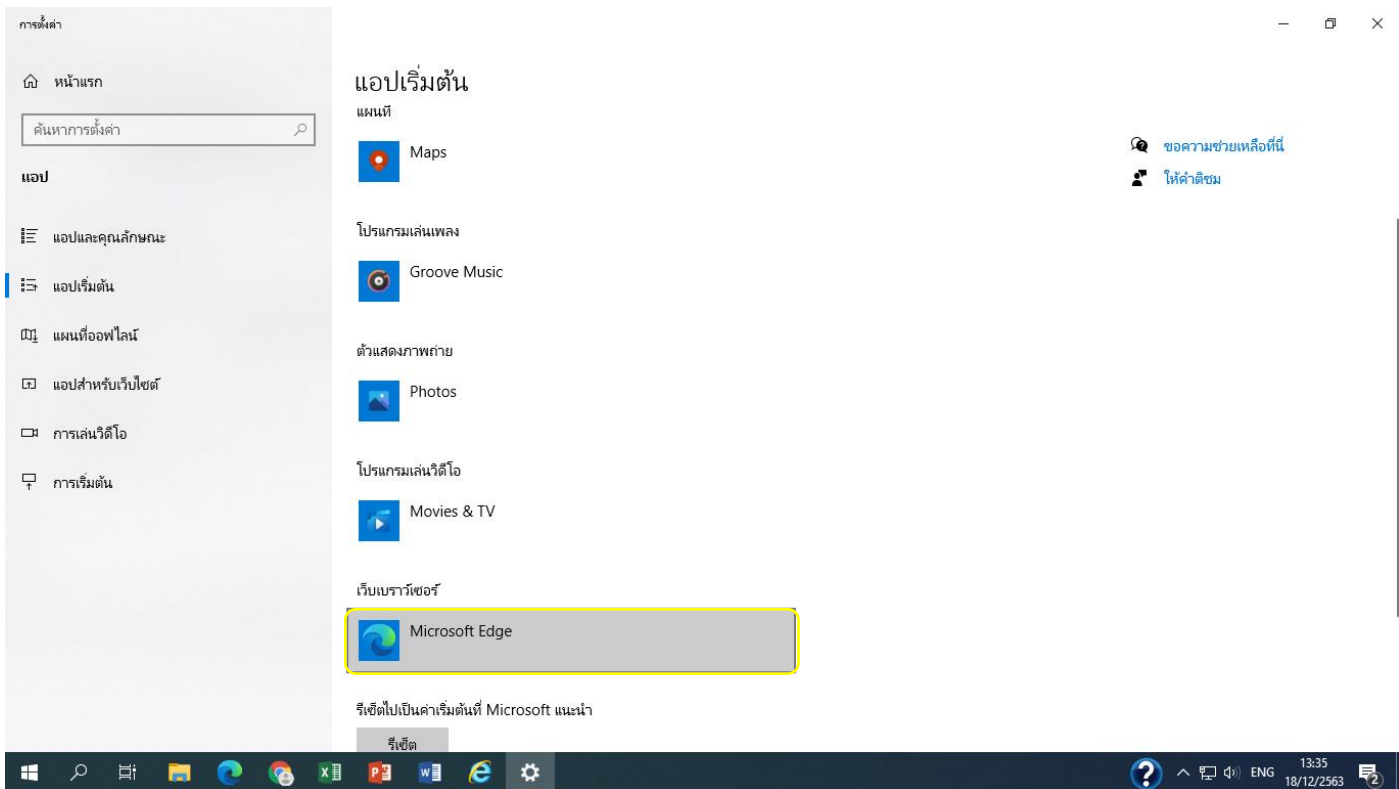 การตั้งค่า
หน้าแรก
ค้นหาการตั้งค่า
แอป
แอปและคุณลักษณะ
แอปเริ่มต้น
แผนที่ออฟไลน์
แอปสำหรับเว็บไซต์
การเล่นวิดีโอ
การเริ่มต้น
แอปเริ่มต้น
แผนที
Maps
โปรแกรมเล่นเพลง
Groove Music
ตัวแสดงภาพถ่าย
Photos
โปรแกรมเล่นวิดีโอ
Movies & TV
เว็บเบราว์เซอร์
Microsoft Edge
รีเซ็ตไปเป็นค่าเริ่มต้นที่ Microsoft แนะนำ
รีเซ็ต
ขอความช่วยเหลือที่นี่
ให้คำติชม
ENG
13:35
18/12/2563
2